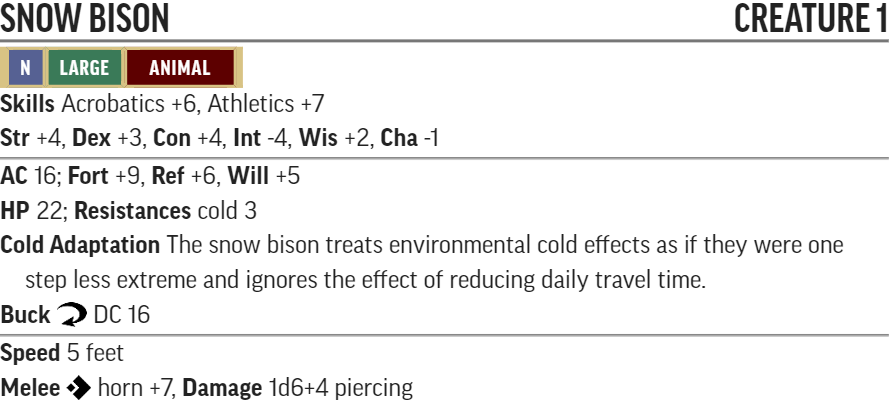 SNOW BISON CREATURE 1
N LARGE ANIMAL
Skills Acrobatics +6, Athletics +7
Str +4, Dex +3, Con +4, Int -4, Wis +2, Cha -1
AC 16; Fort +9, Ref +6, Will +5
HP 22; Resistances cold 3
Cold Adaptation The snow bison treats environmental cold effects as if they were one
step less extreme and ignores the effect of reducing daily travel time.
Buck DC 16
Speed 5 feet
Melee horn +7, Damage 1d6+4 piercing